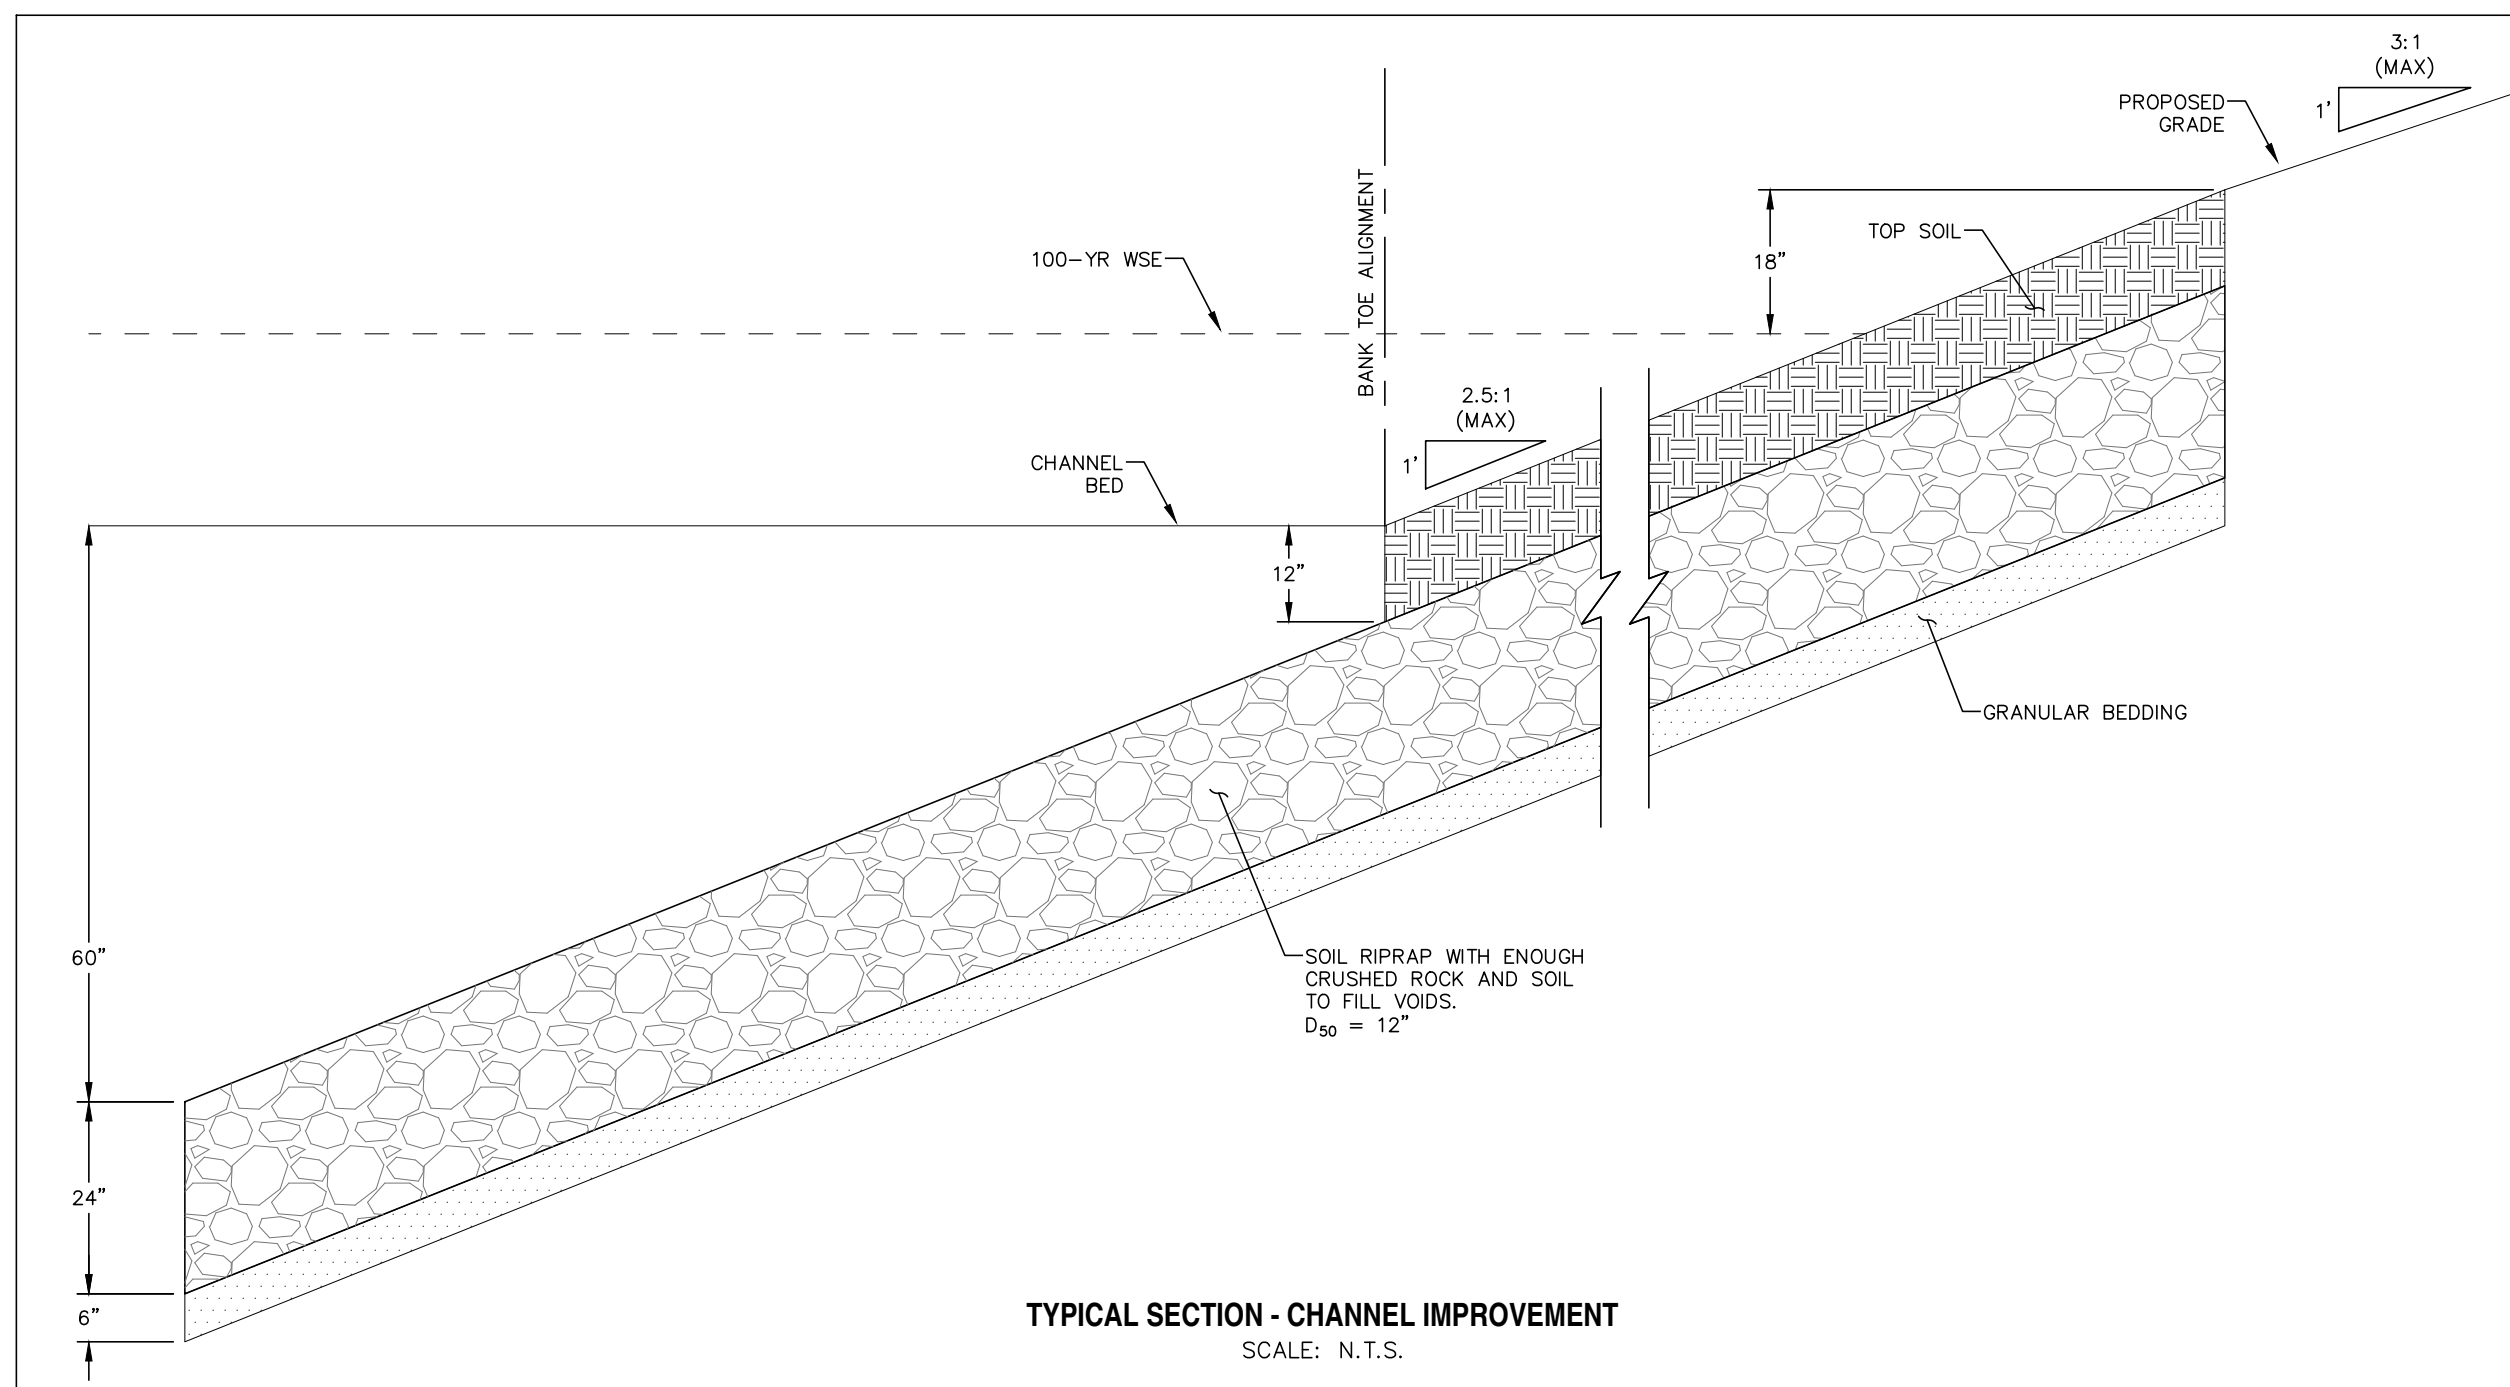 3:1
(MAX)
1'
PROPOSED
GRADE
BANK TOE ALIGNMENT
TOP SOIL
100-YR WSE
18"
2.5:1
(MAX)
1'
CHANNEL
BED
12"
GRANULAR BEDDING
60"
SOIL RIPRAP WITH ENOUGH
CRUSHED ROCK AND SOIL
TO FILL VOIDS.
D50 = 12"
24"
6"
TYPICAL SECTION - CHANNEL IMPROVEMENT
SCALE: N.T.S.